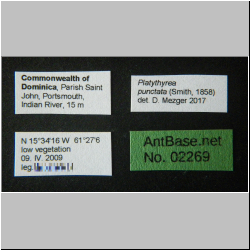 Commonwealth of
Dominica, Parish Saint
John, Portsmouth,
Indian River, 15 m
Platythyrea
punctata (Smith, 1858)
det. D. Mezger 2017
N 15°34'16 W 61°27'6
low vegetation
09. IV. 2009
leg.
AntBase.net
No. 02269